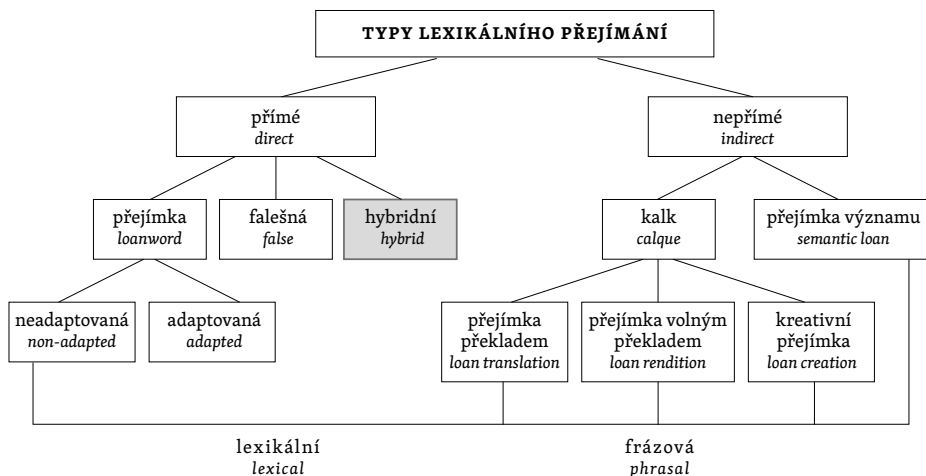 TYPY LEXIKÁLNÍHO PŘEJÍMÁNÍ
přímé
direct
nepřímé
indirect
přejímka
loanword
falešná
false
hybridní
hybrid
kalk
calque
přejímka významu
semantic loan
neadaptovaná
non-adapted
adaptovaná
adapted
přejímka
překladem
loan translation
přejímka volným
překladem
loan rendition
kreativní
přejímka
loan creation
lexikální
lexical
frázová
phrasal